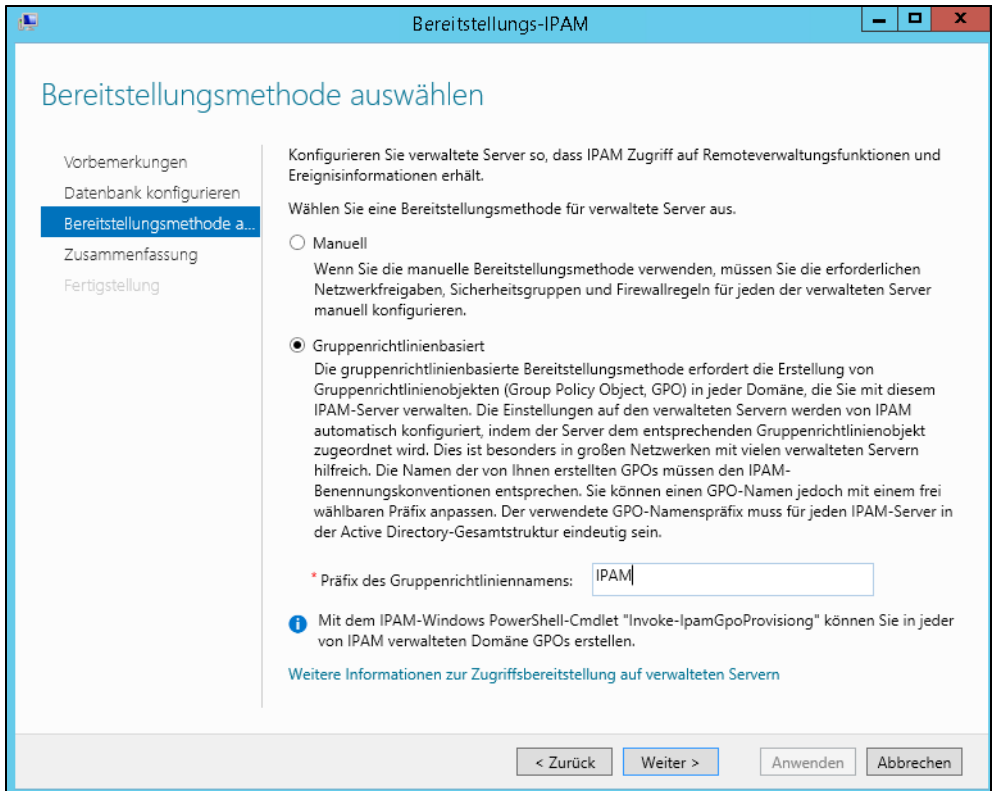 Bereitstellungs-IPAM
Bereitstellungsmethode auswählen
Vorbemerkungen
Datenbank konfigurieren
Bereitstellungsmethode a...
Zusammenfassung
Fertigstellung
Konfigurieren Sie verwaltete Server so, dass IPAM Zugriff auf Remoteverwaltungsfunktionen und
Ereignisinformationen erhält.
Wählen Sie eine Bereitstellungsmethode für verwaltete Server aus.
Manuell
Wenn Sie die manuelle Bereitstellungsmethode verwenden, müssen Sie die erforderlichen
Netzwerkfreigaben, Sicherheitsgruppen und Firewallregeln für jeden der verwalteten Server
manuell konfigurieren.
Gruppenrichtlinienbasiert
Die gruppenrichtlinienbasierte Bereitstellungsmethode erfordert die Erstellung von
Gruppenrichtlinienobjekten (Group Policy Object, GPO) in jeder Domäne, die Sie mit diesem
IPAM-Server verwalten. Die Einstellungen auf den verwalteten Servern werden von IPAM
automatisch konfiguriert, indem der Server dem entsprechenden Gruppenrichtlinienobjekt
zugeordnet wird. Dies ist besonders in großen Netzwerken mit vielen verwalteten Servern
hilfreich. Die Namen der von Ihnen erstellten GPOs müssen den IPAM-
Benennungskonventionen entsprechen. Sie können einen GPO-Namen jedoch mit einem frei
wählbaren Präfix anpassen. Der verwendete GPO-Namenspräfix muss für jeden IPAM-Server in
der Active Directory-Gesamtstruktur eindeutig sein.
* Präfix des Gruppenrichtliniennamens: IPAM
Mit dem IPAM-Windows PowerShell-Cmdlet "Invoke-IpamGpoProvisiong" können Sie in jeder
von IPAM verwalteten Domäne GPOs erstellen.
Weitere Informationen zur Zugriffsbereitstellung auf verwalteten Servern
< Zurück Weiter > Anwenden Abbrechen